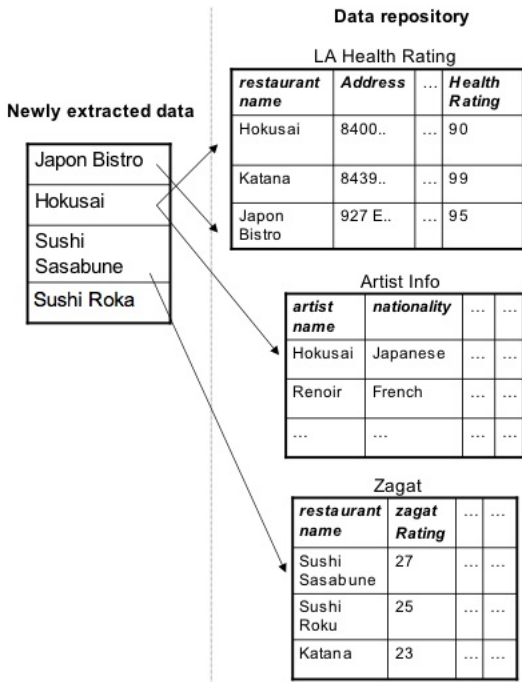 Data repository
Newly extracted data
Japon Bistro
Hokusai
Sushi
Sasabune
Sushi Roka
LA Health Rating
restaurant name Address ... Health Rating
Hokusai 8400.. ... 90
Katana 8439.. ... 99
Japon Bistro 927 E.. ... 95
Artist Info
artist name nationality ... ...
Hokusai Japanese ... ...
Renoir French ... ...
... ... ... ...
Zagat
restaurant name zagat Rating ... ...
Sushi Sasabune 27 ... ...
Sushi Roku 25 ... ...
Katana 23 ... ...